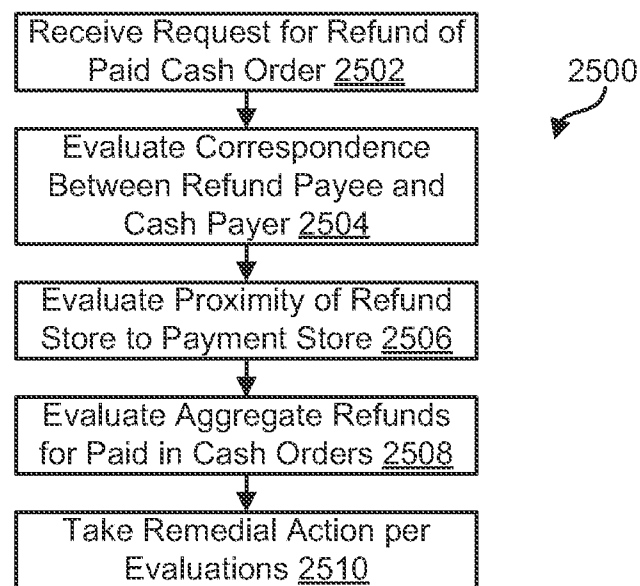 Receive Request for Refund of
Paid Cash Order 2502
2500
Evaluate Correspondence
Between Refund Payee and
Cash Payer 2504
Evaluate Proximity of Refund
Store to Payment Store 2506
Evaluate Aggregate Refunds
for Paid in Cash Orders 2508
Take Remedial Action per
Evaluations 2510